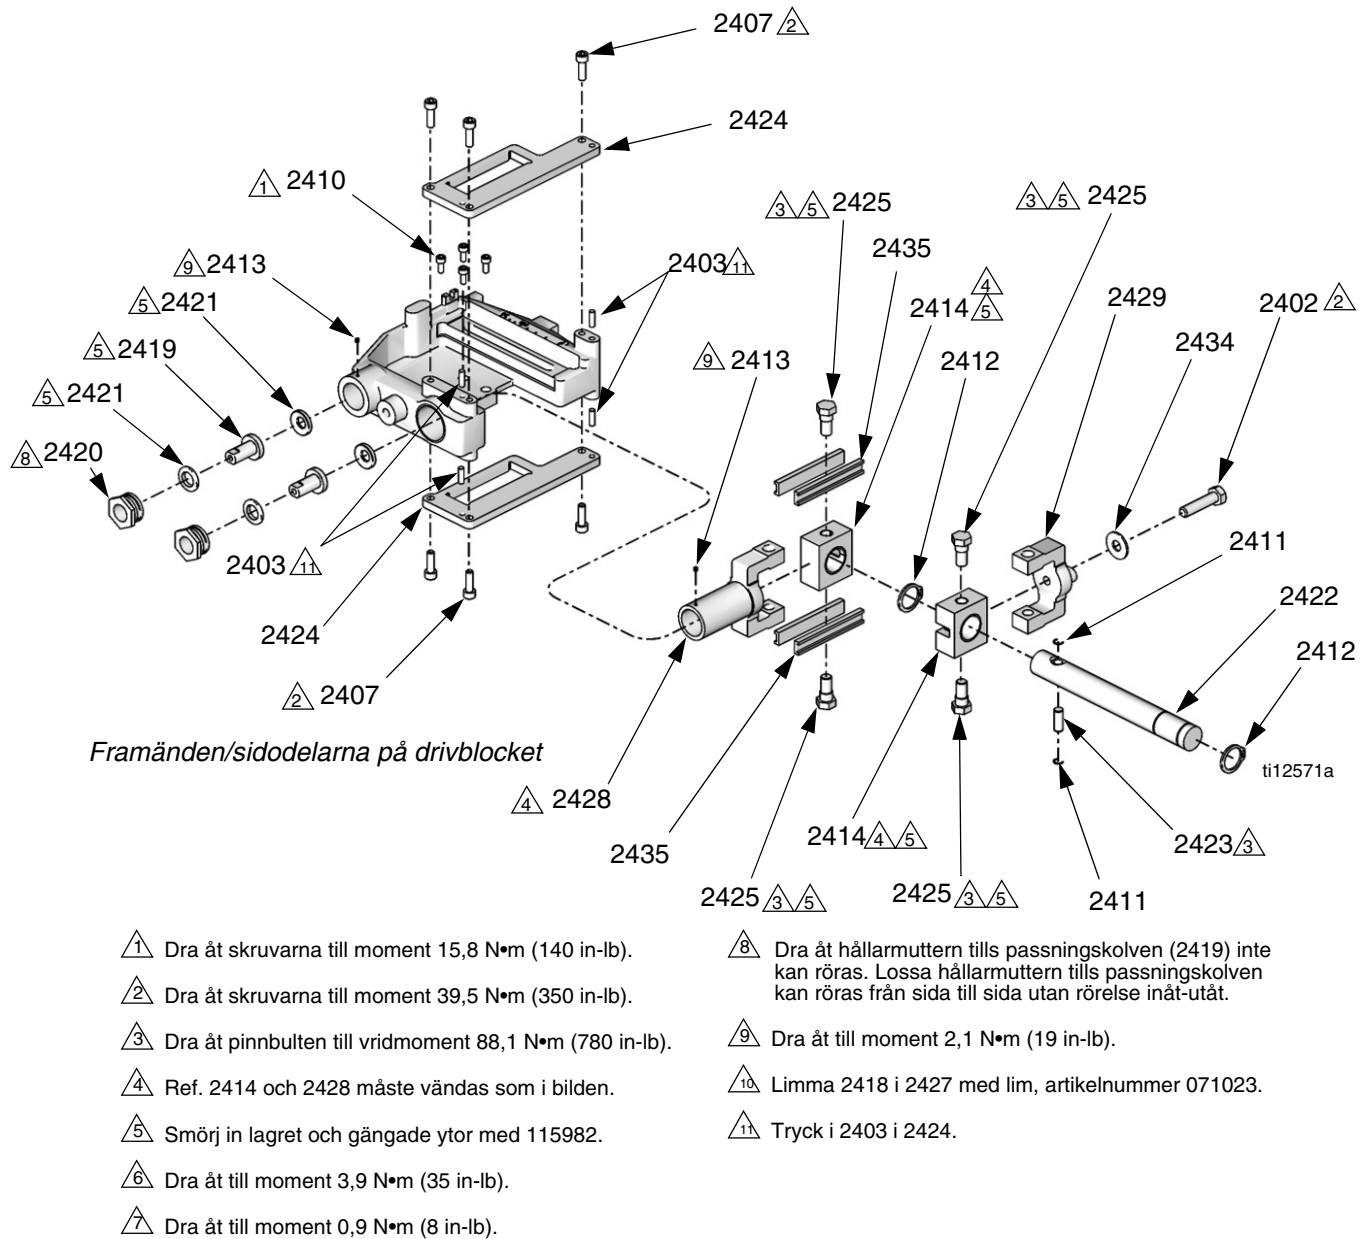 2407 2
2424
1 2410
3 5 2425
3 5 2425
9 2413
2403 11
2435
4
2414 5
2429
2402 2
5 2421
5 2419
9 2413
2412
2434
5 2421
8 2420
2403 11
2411
2424
2422
2412
2 2407
Framänden/sidodelarna på drivblocket
ti12571a
4 2428
2435
2414 4 5
2423 3
2425 3 5
2425 3 5
2411
1 Dra åt skruvarna till moment 15,8 N•m (140 in-lb).
2 Dra åt skruvarna till moment 39,5 N•m (350 in-lb).
3 Dra åt pinnbulten till vridmoment 88,1 N•m (780 in-lb).
4 Ref. 2414 och 2428 måste vändas som i bilden.
5 Smörj in lagret och gängade ytor med 115982.
6 Dra åt till moment 3,9 N•m (35 in-lb).
7 Dra åt till moment 0,9 N•m (8 in-lb).
8 Dra åt hållarmuttern tills passningskolven (2419) inte
kan röras. Lossa hållarmuttern tills passningskolven
kan röras från sida till sida utan rörelse inåt-utåt.
9 Dra åt till moment 2,1 N•m (19 in-lb).
10 Limma 2418 i 2427 med lim, artikelnummer 071023.
11 Tryck i 2403 i 2424.